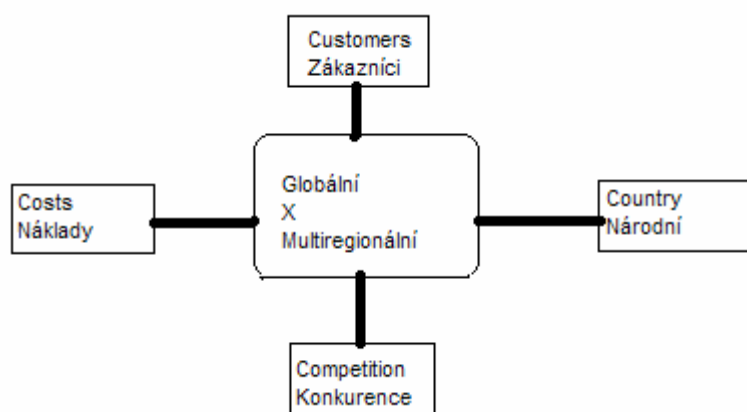 Customers
Zákazníci
Costs
Náklady
Globální
X
Multiregionální
Country
Národní
Competition
Konkurence